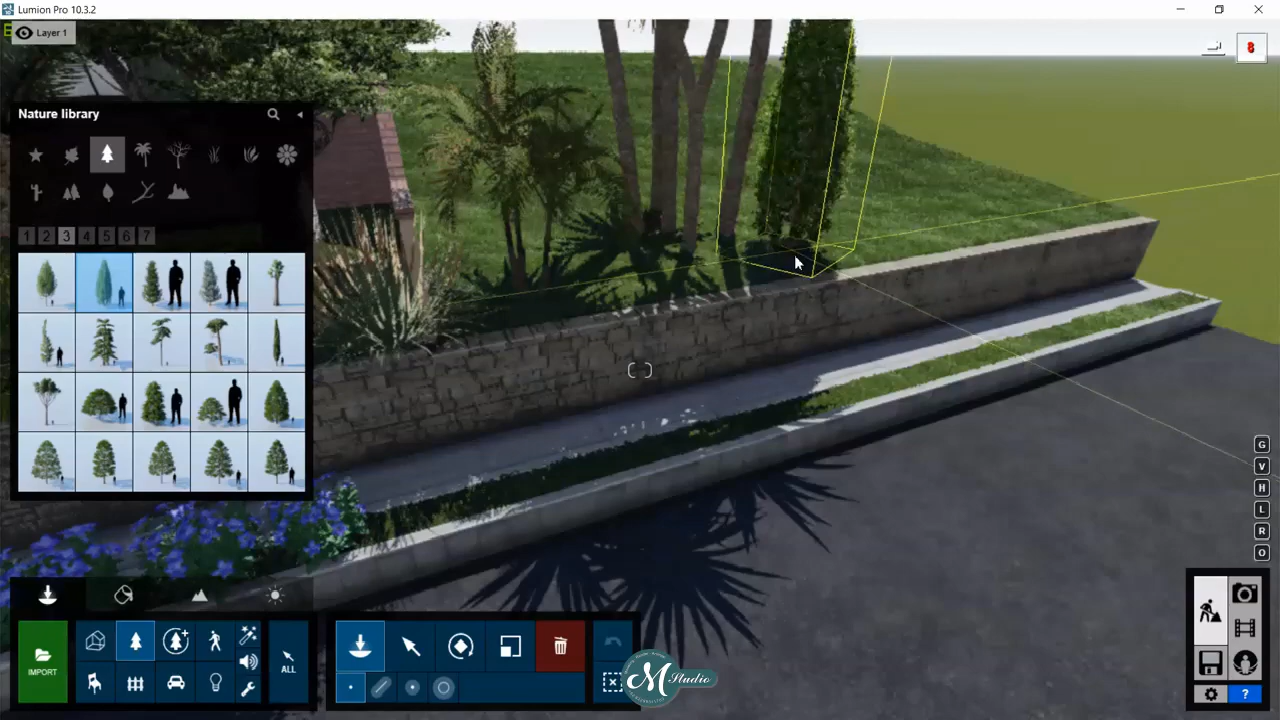 Lumion Pro 10.3.2
Layer 1
8
Nature library
1 2 3 4 5 6 7
G
V
H
L
R
O
IMPORT
ALL
M Studio
?